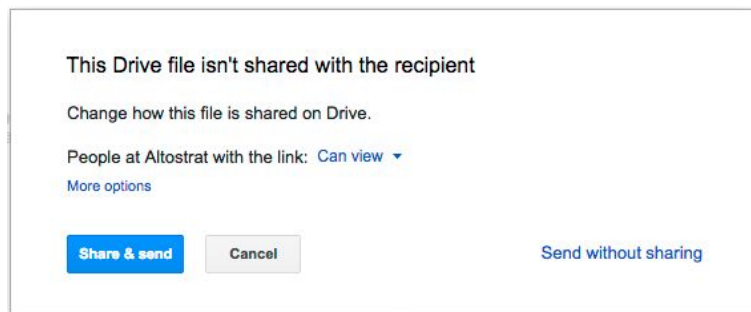 This Drive file isn't shared with the recipient
Change how this file is shared on Drive.
People at Altostrat with the link: Can view
More options
Share & send Cancel Send without sharing